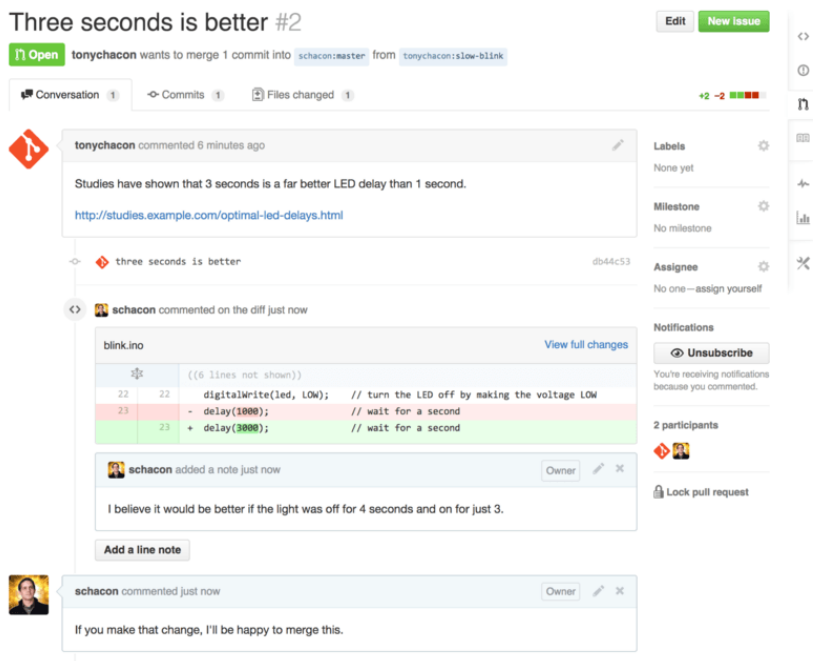 Three seconds is better #2
Edit
New Issue
Open
tonychacon wants to merge 1 commit into schacon:master from tonychacon:slow-blink
Conversation 1
Commits 1
Files changed 1
+2 −2
tonychacon commented 6 minutes ago
Studies have shown that 3 seconds is a far better LED delay than 1 second.
http://studies.example.com/optimal-led-delays.html
three seconds is better
db44c53
schacon commented on the diff just now
blink.ino
View full changes
((6 lines not shown))
22 22 digitalWrite(led, LOW); // turn the LED off by making the voltage LOW
23 - delay(1000); // wait for a second
23 + delay(3000); // wait for a second
schacon added a note just now
Owner
I believe it would be better if the light was off for 4 seconds and on for just 3.
Add a line note
schacon commented just now
Owner
If you make that change, I'll be happy to merge this.
Labels
None yet
Milestone
No milestone
Assignee
No one—assign yourself
Notifications
Unsubscribe
You're receiving notifications
because you commented.
2 participants
Lock pull request